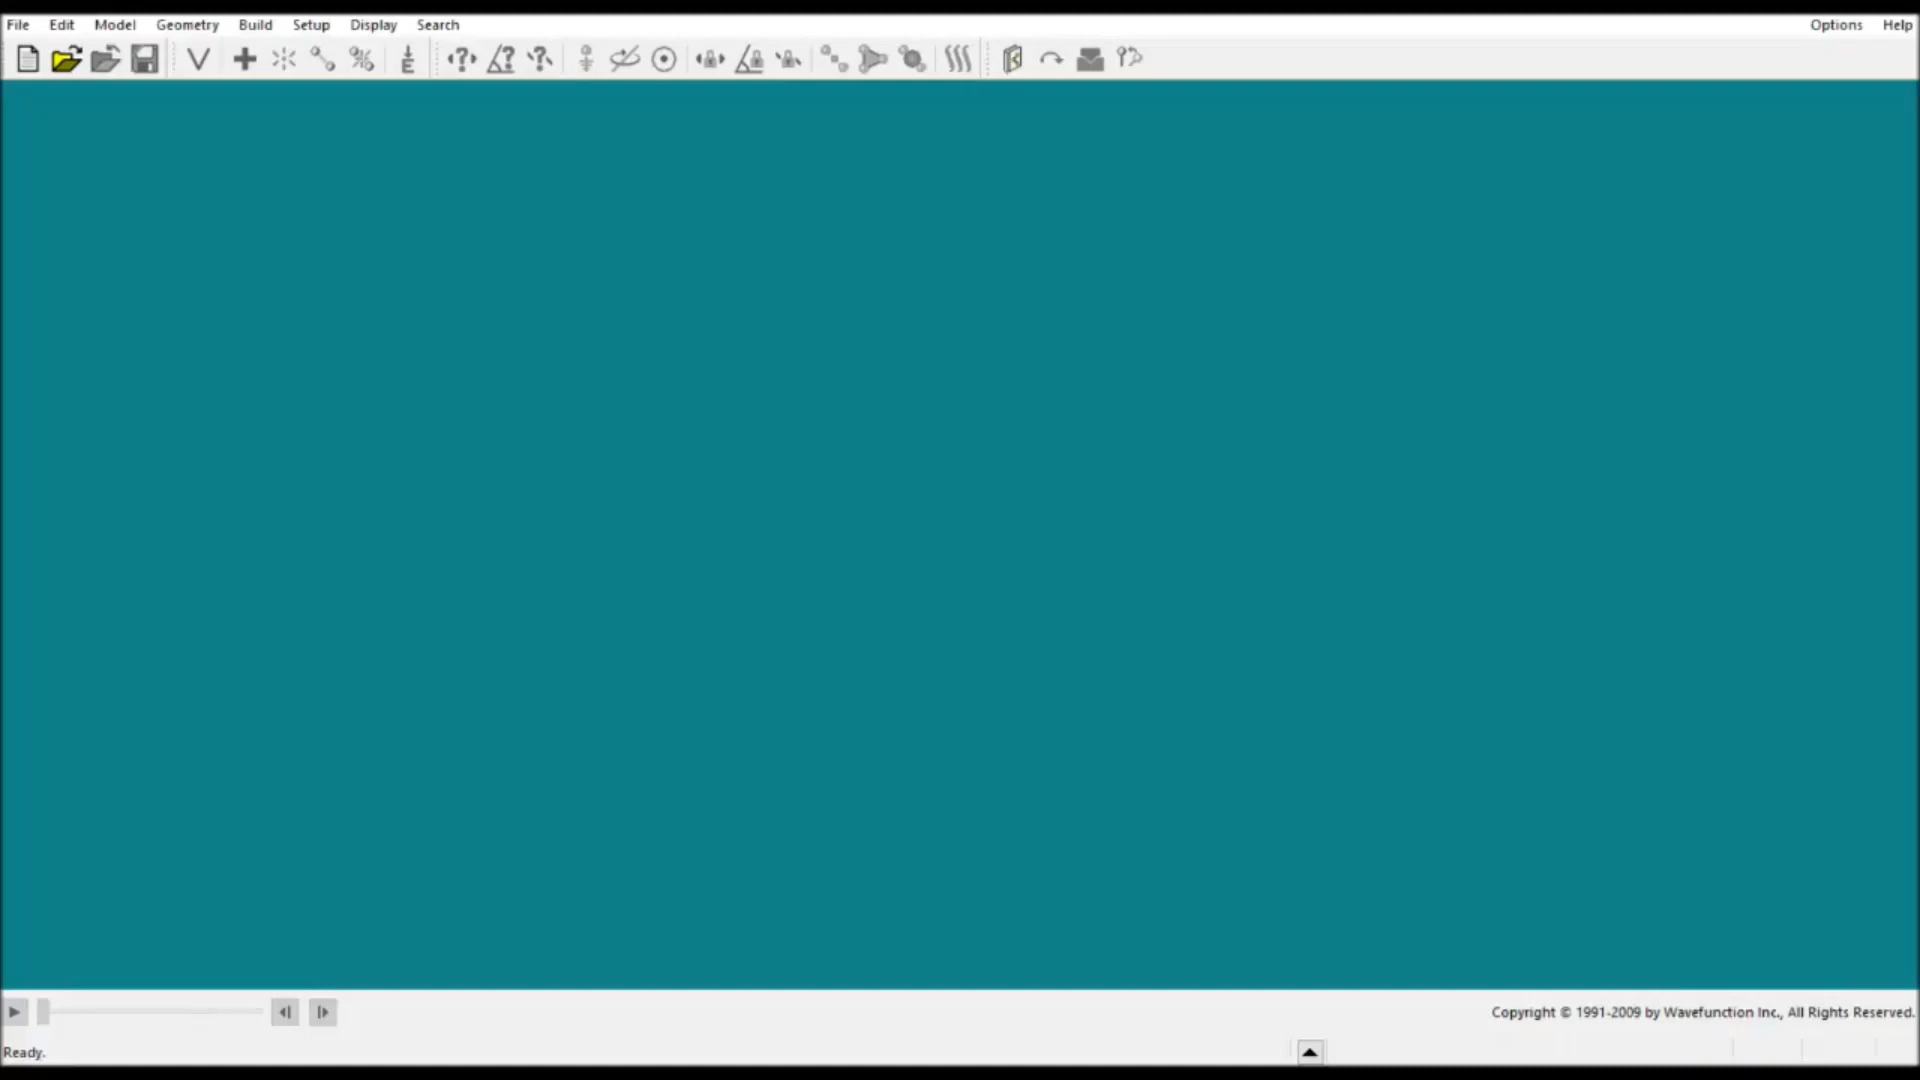 File Edit Model Geometry Build Setup Display Search Options Help
Copyright © 1991-2009 by Wavefunction Inc., All Rights Reserved.
Ready.